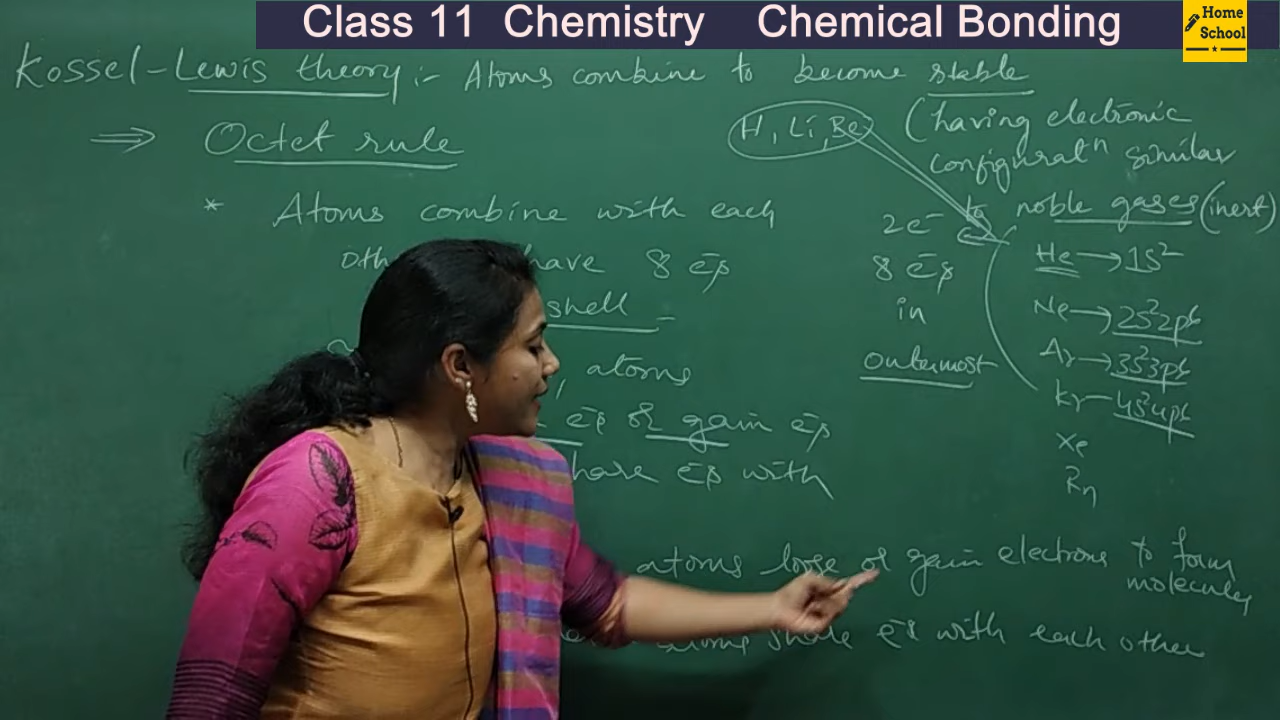 Class 11 Chemistry Chemical Bonding
Home
School
Kossel-Lewis theory :- Atoms combine to become stable
(having electronic
configuratn similar
to noble gases (inert)
⇒ Octet rule
H, Li, Be
* Atoms combine with each
have 8 e̅s
shell
atoms
e̅s or gain e̅s
e̅s with
2e⁻
8 e̅s
in
outermost
He → 1s²
Ne → 2s²2p⁶
Ar → 3s²3p⁶
Kr – 4s²4p⁶
Xe
Rn
atoms loose or gain electrons to form
share e̅s with each other